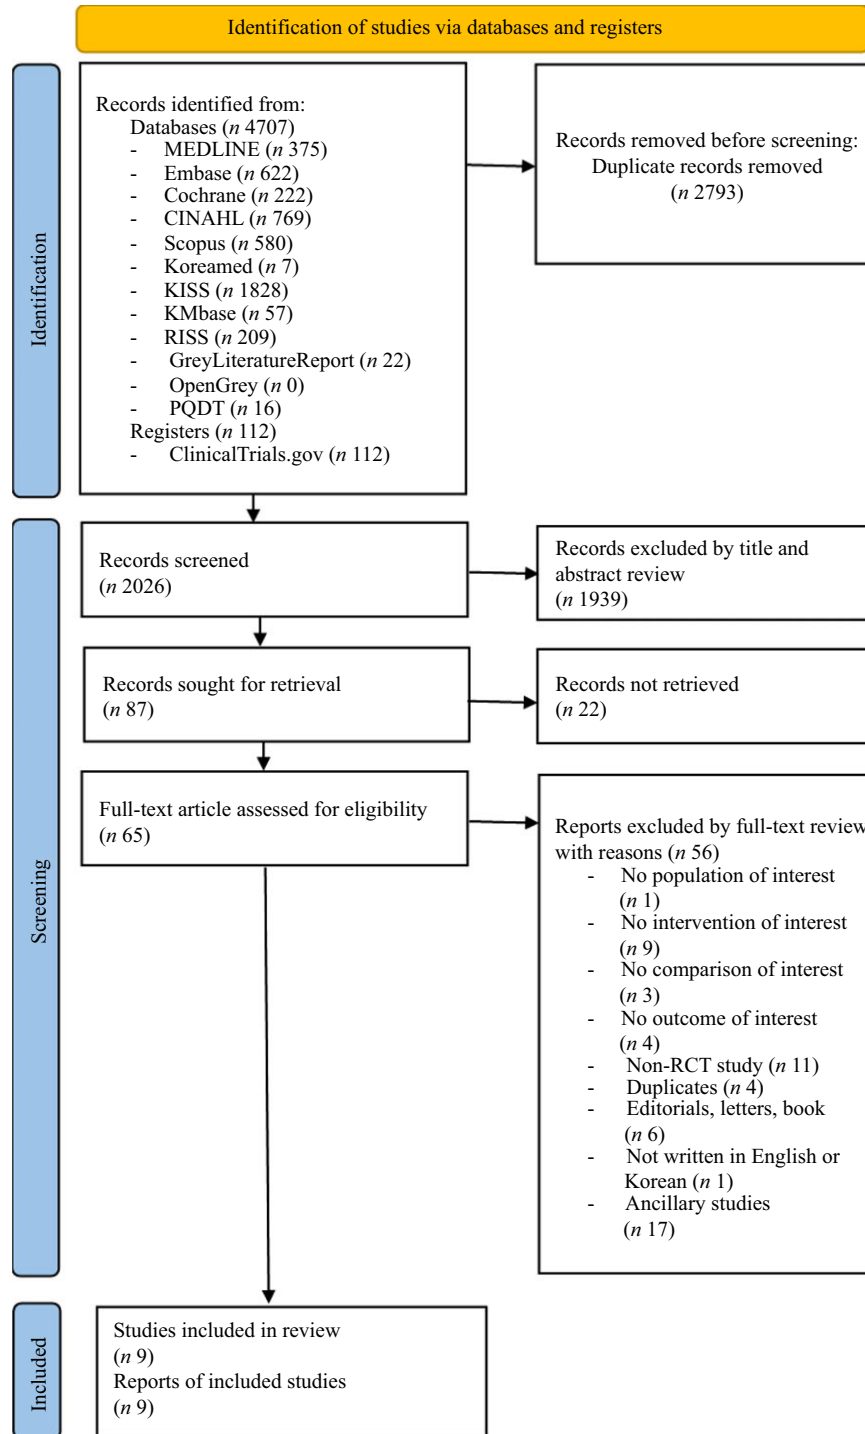 Identification of studies via databases and registers
Identification
Records identified from:
Databases (n 4707)
- MEDLINE (n 375)
- Embase (n 622)
- Cochrane (n 222)
- CINAHL (n 769)
- Scopus (n 580)
- Koreamed (n 7)
- KISS (n 1828)
- KMbase (n 57)
- RISS (n 209)
- GreyLiteratureReport (n 22)
- OpenGrey (n 0)
- PQDT (n 16)
Registers (n 112)
- ClinicalTrials.gov (n 112)
Records removed before screening:
Duplicate records removed
(n 2793)
Screening
Records screened
(n 2026)
Records excluded by title and
abstract review
(n 1939)
Records sought for retrieval
(n 87)
Records not retrieved
(n 22)
Full-text article assessed for eligibility
(n 65)
Reports excluded by full-text review
with reasons (n 56)
- No population of interest
(n 1)
- No intervention of interest
(n 9)
- No comparison of interest
(n 3)
- No outcome of interest
(n 4)
- Non-RCT study (n 11)
- Duplicates (n 4)
- Editorials, letters, book
(n 6)
- Not written in English or
Korean (n 1)
- Ancillary studies
(n 17)
Included
Studies included in review
(n 9)
Reports of included studies
(n 9)